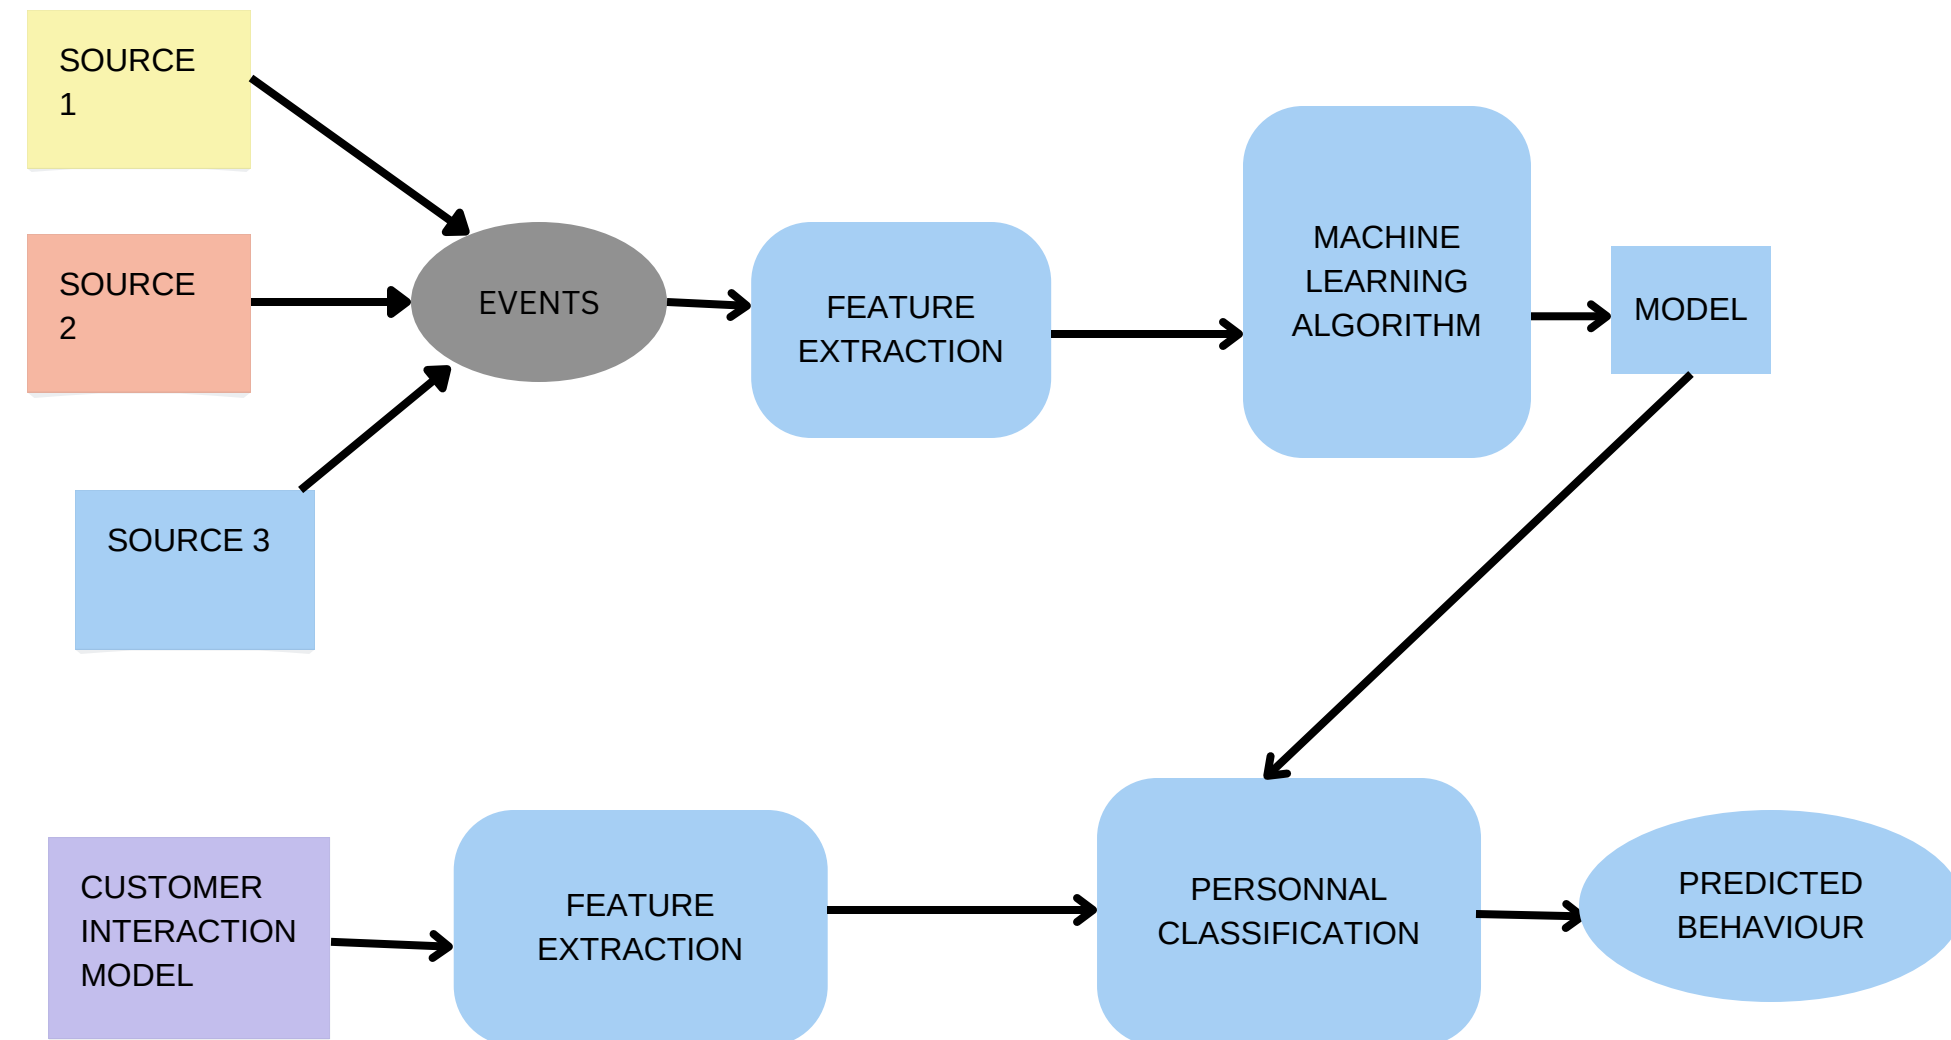 SOURCE
1
SOURCE
2
SOURCE 3
EVENTS
FEATURE
EXTRACTION
MACHINE
LEARNING
ALGORITHM
MODEL
CUSTOMER
INTERACTION
MODEL
FEATURE
EXTRACTION
PERSONNAL
CLASSIFICATION
PREDICTED
BEHAVIOUR